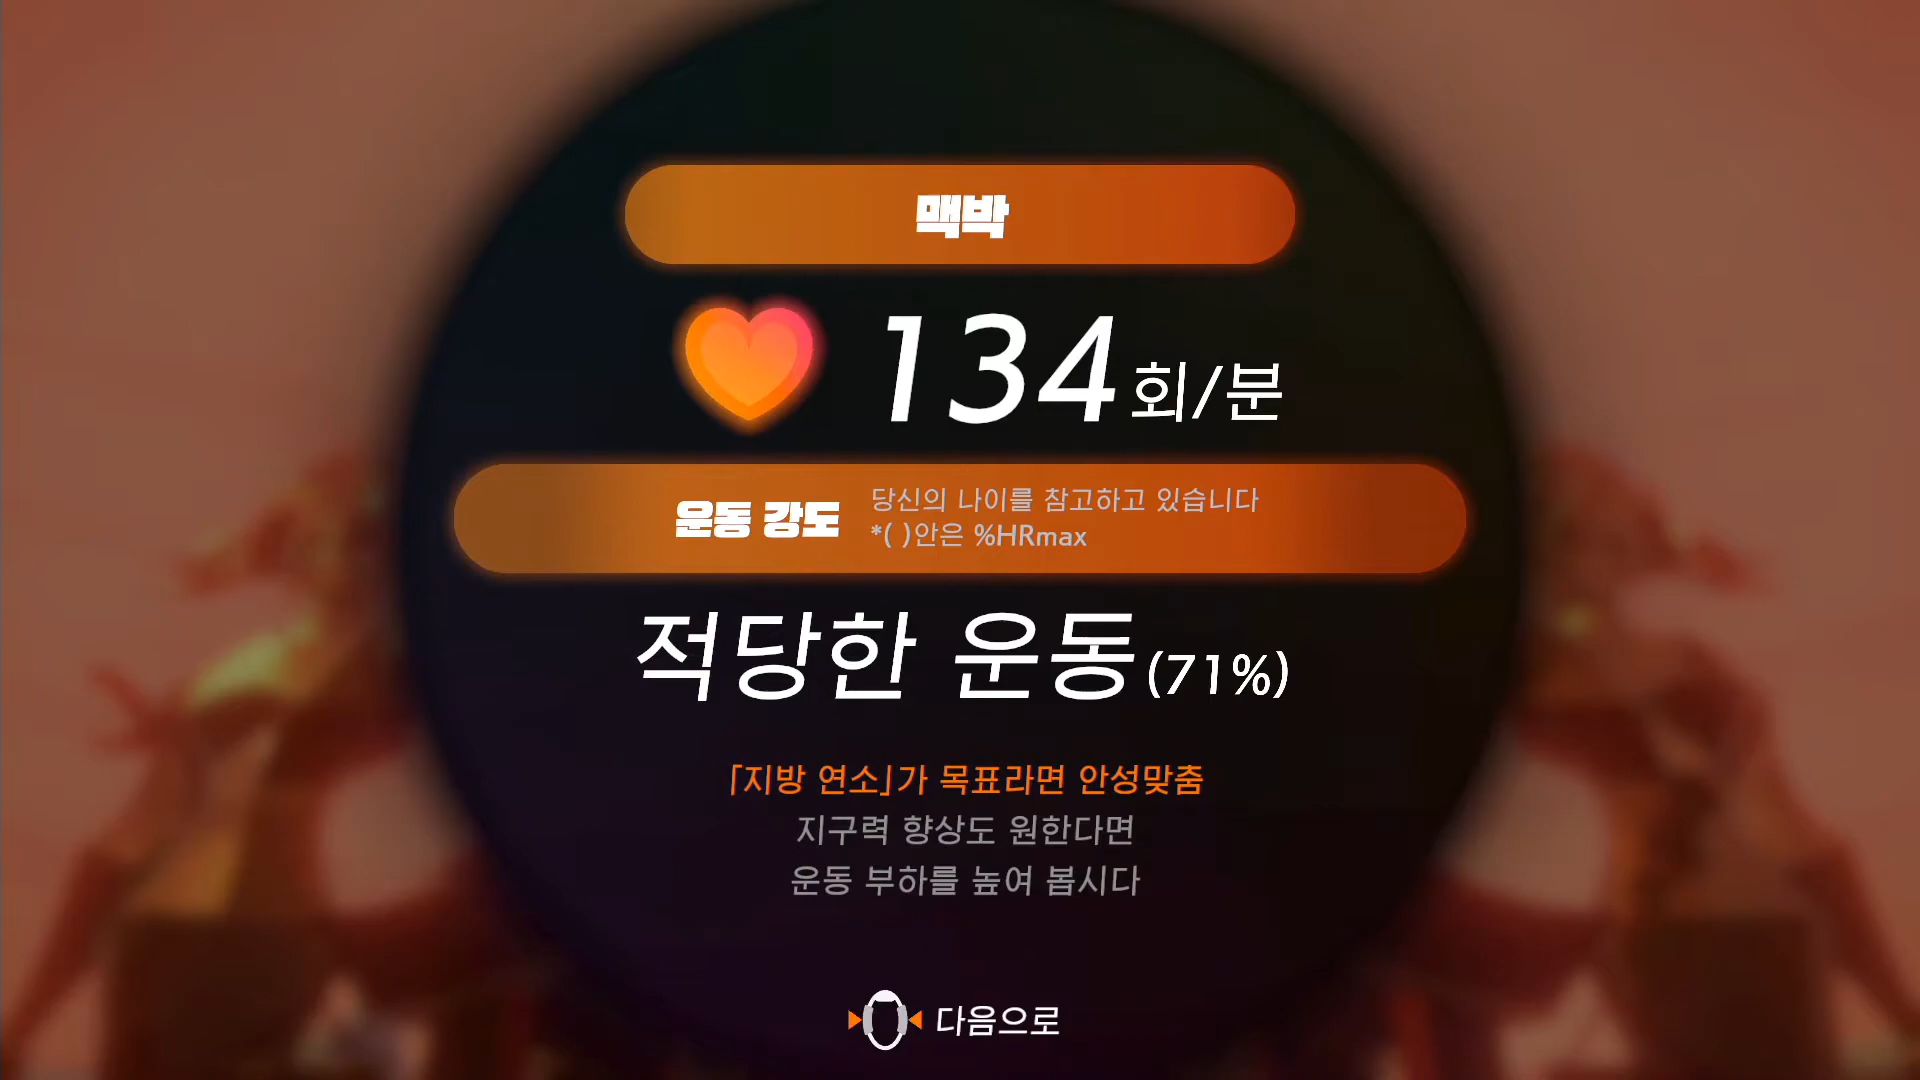 맥박
134회/분
운동 강도
당신의 나이를 참고하고 있습니다
*( )안은 %HRmax
적당한 운동(71%)
「지방 연소」가 목표라면 안성맞춤
지구력 향상도 원한다면
운동 부하를 높여 봅시다
다음으로